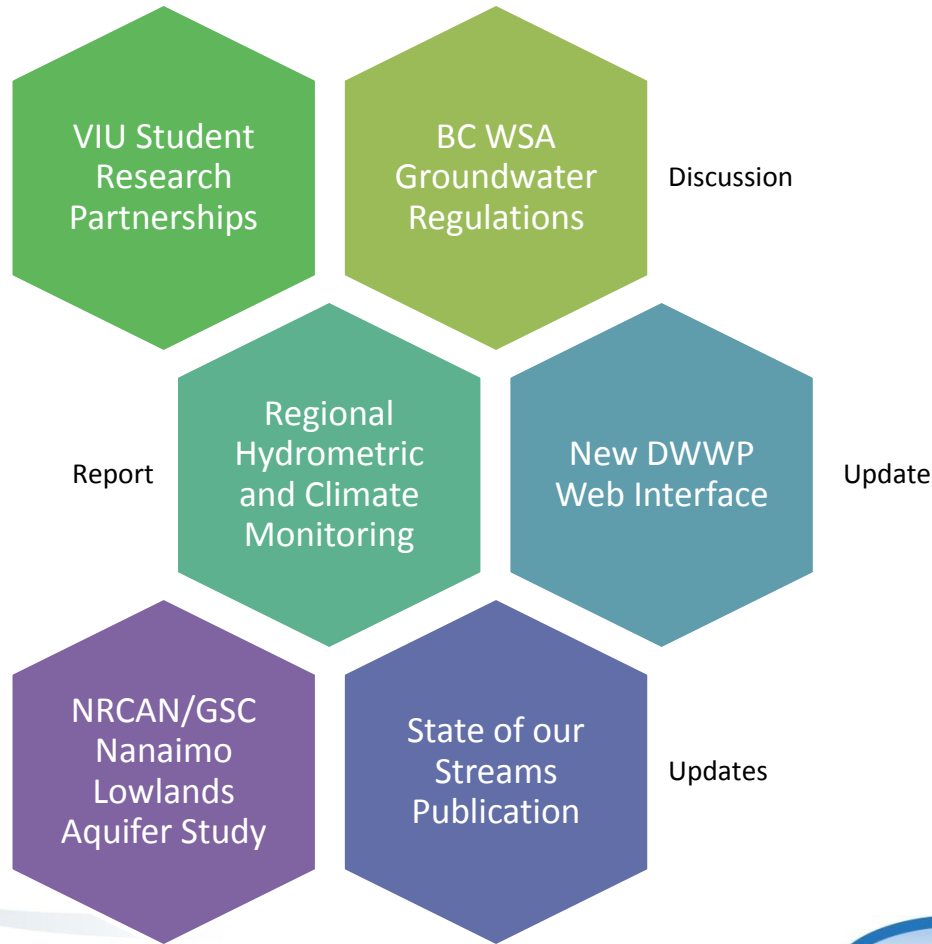 VIU Student
Research
Partnerships
BC WSA
Groundwater
Regulations
Discussion
Report
Regional
Hydrometric
and Climate
Monitoring
New DWWP
Web Interface
Update
NRCAN/GSC
Nanaimo
Lowlands
Aquifer Study
State of our
Streams
Publication
Updates